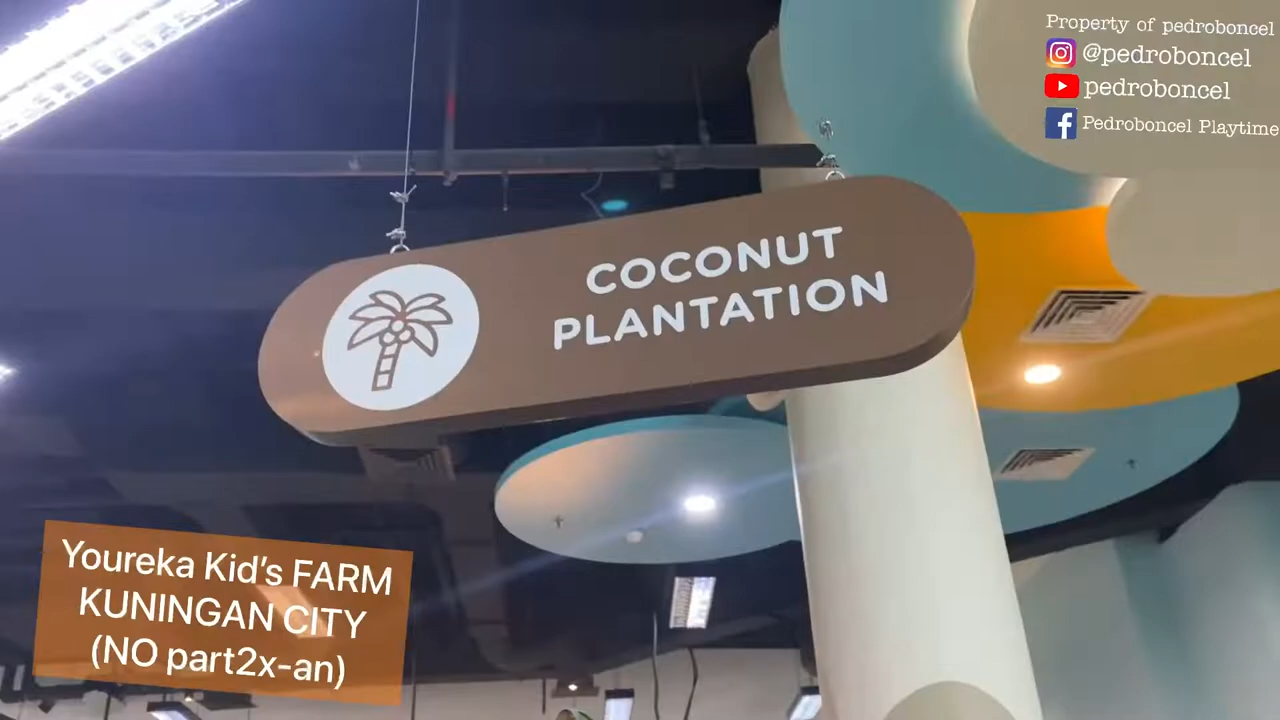 Property of pedroboncel
@pedroboncel
pedroboncel
Pedroboncel Playtime
COCONUT
PLANTATION
Youreka Kid's FARM
KUNINGAN CITY
(NO part2x-an)